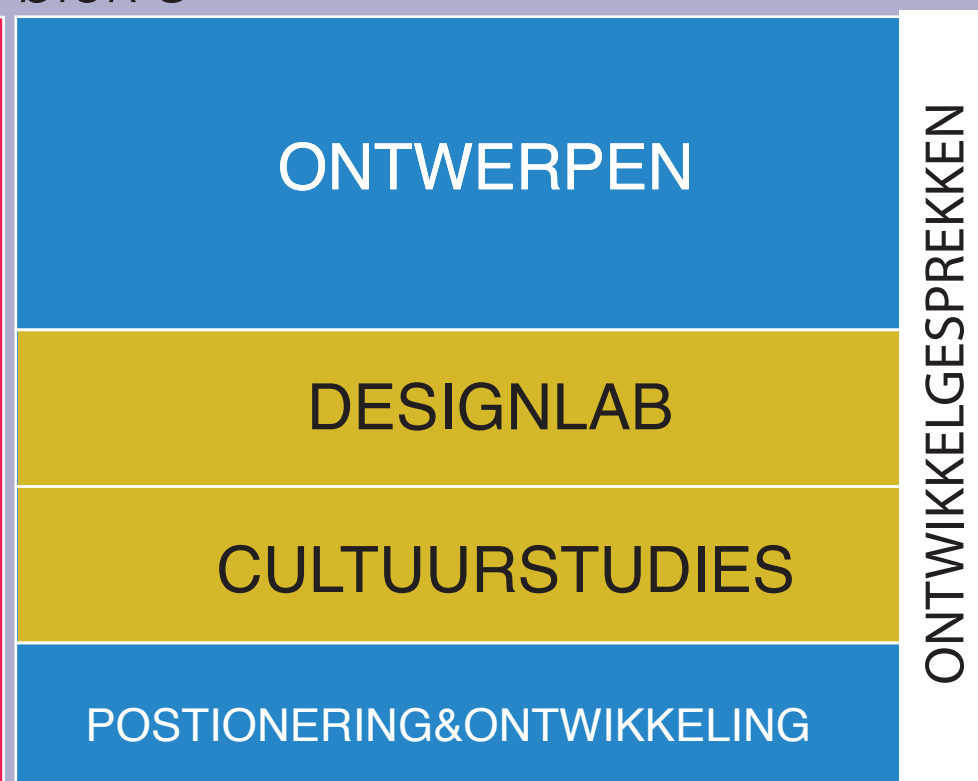 ONTWERPEN
DESIGNLAB
CULTUURSTUDIES
POSTIONERING&ONTWIKKELING
ONTWIKKELGESPREKKEN